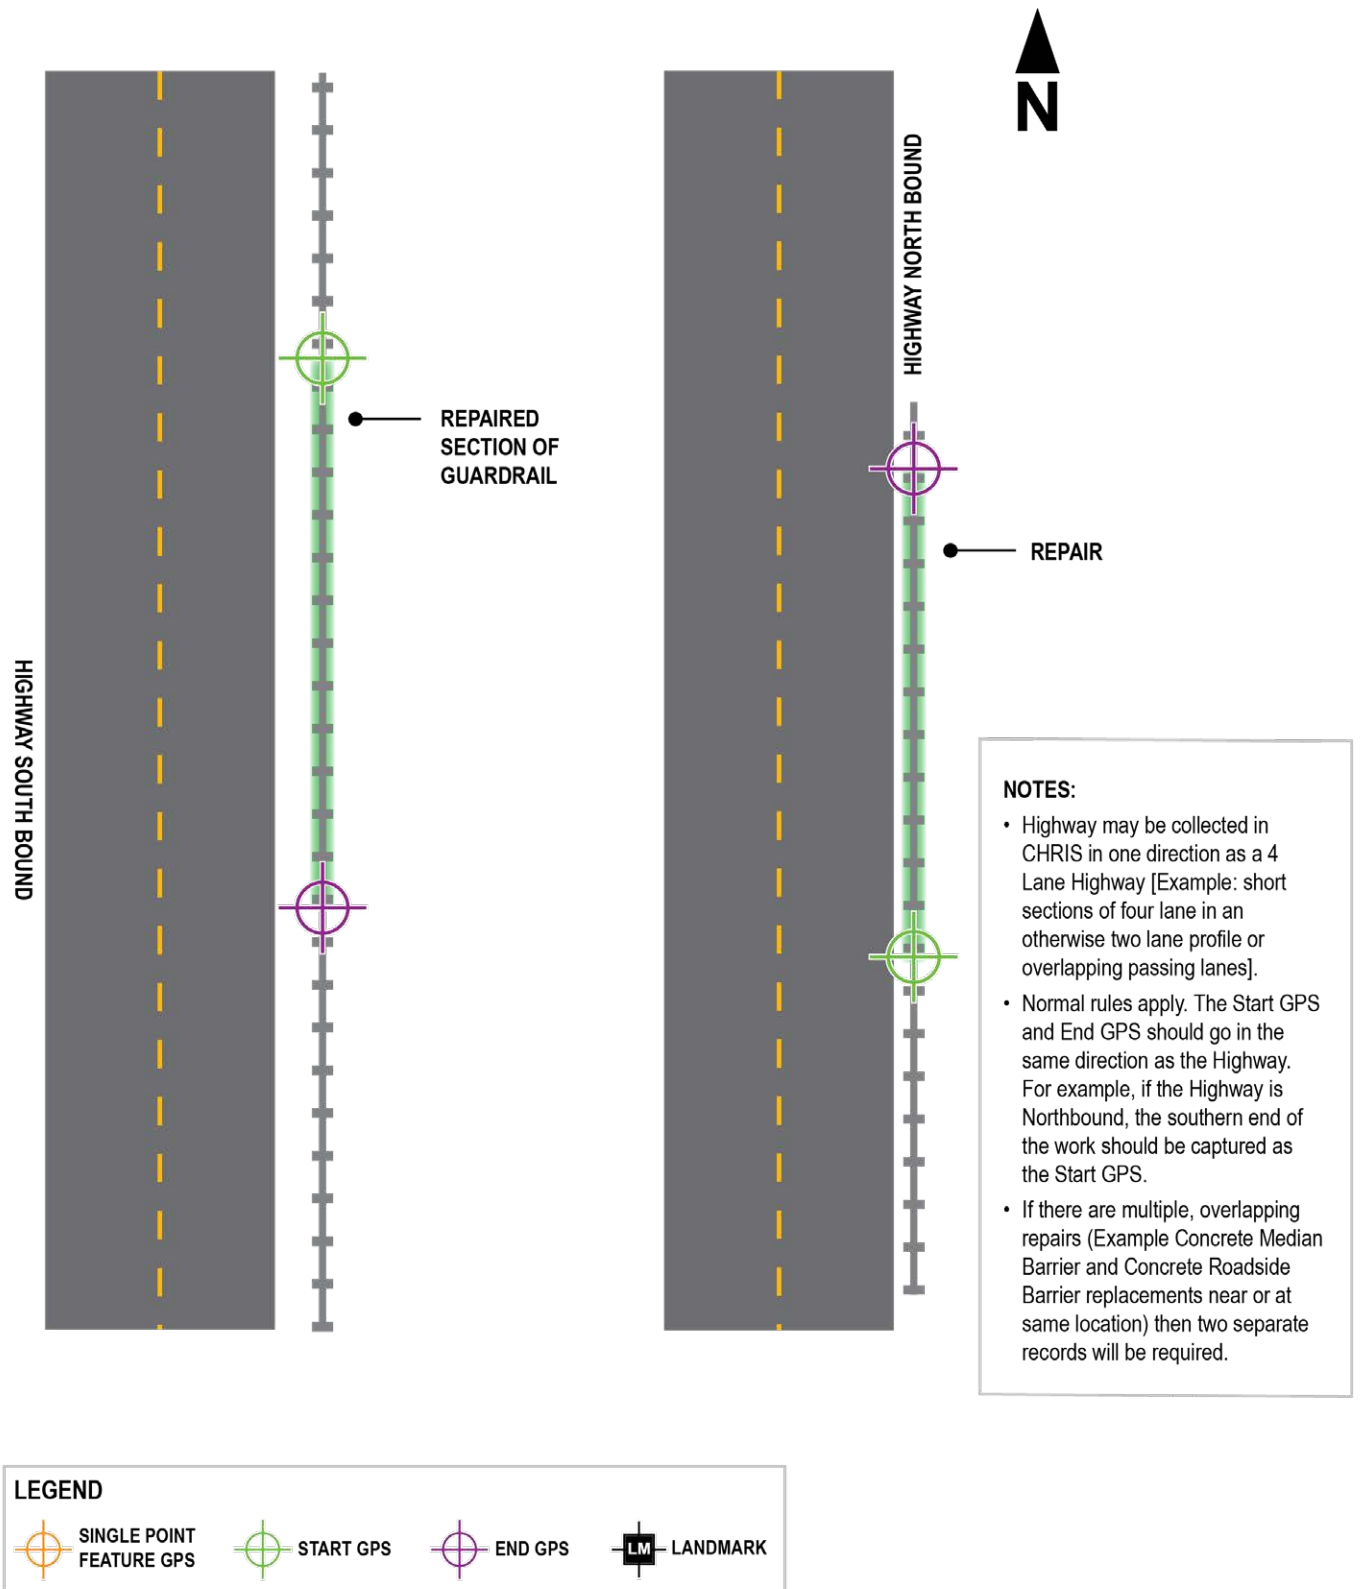 N
HIGHWAY NORTH BOUND
REPAIRED
SECTION OF
GUARDRAIL
REPAIR
HIGHWAY SOUTH BOUND
NOTES:
• Highway may be collected in
CHRIS in one direction as a 4
Lane Highway [Example: short
sections of four lane in an
otherwise two lane profile or
overlapping passing lanes].
• Normal rules apply. The Start GPS
and End GPS should go in the
same direction as the Highway.
For example, if the Highway is
Northbound, the southern end of
the work should be captured as
the Start GPS.
• If there are multiple, overlapping
repairs (Example Concrete Median
Barrier and Concrete Roadside
Barrier replacements near or at
same location) then two separate
records will be required.
LEGEND
SINGLE POINT
FEATURE GPS
START GPS
END GPS
LM
LANDMARK